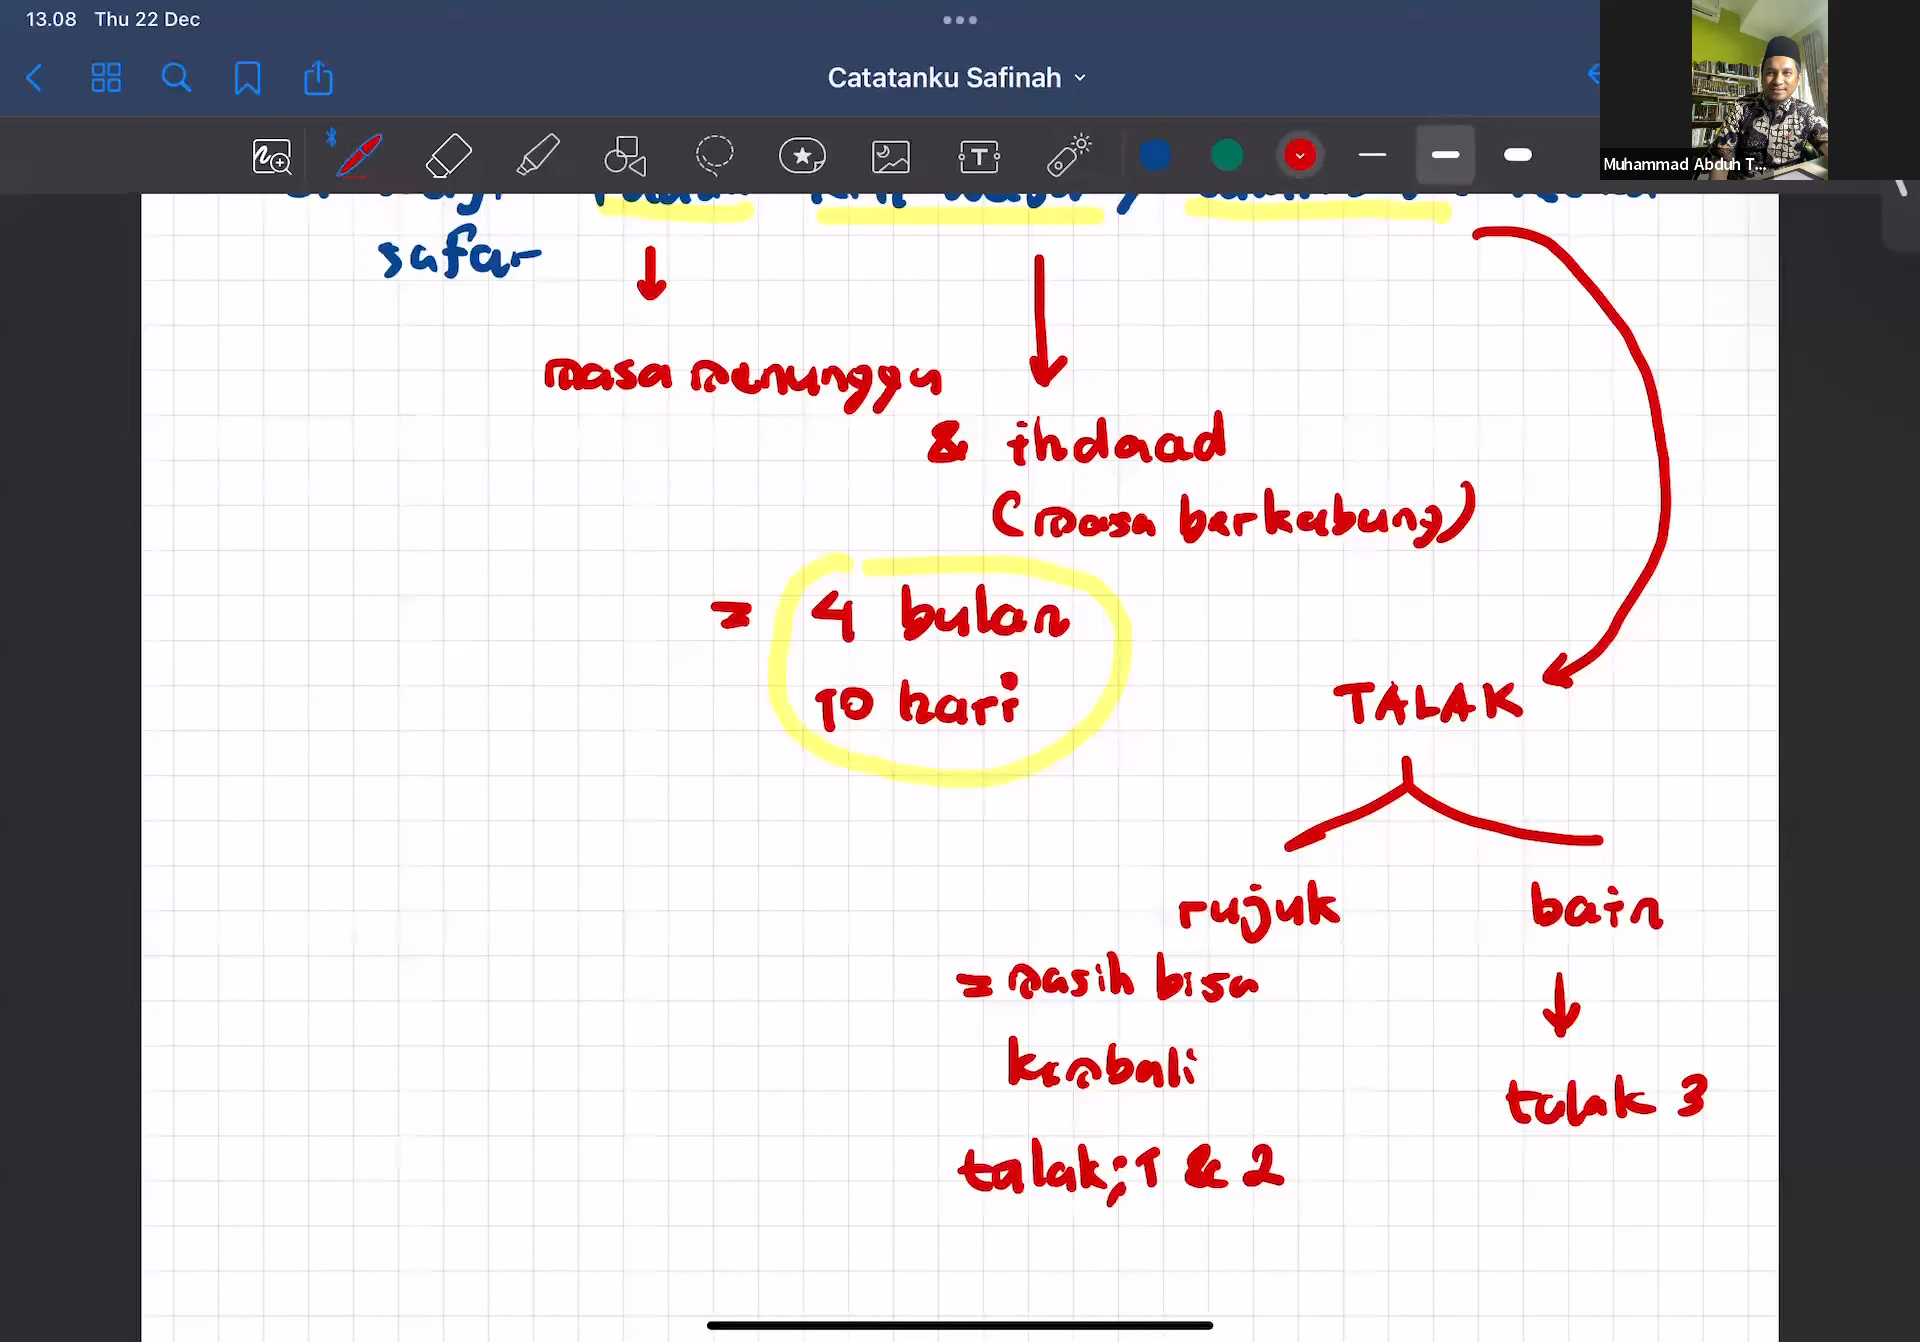 13.08 Thu 22 Dec
Catatanku Safinah
Muhammad Abduh T...
safar
masa menunggu
& ihdaad
(masa berkabung)
= 4 bulan
10 hari
TALAK
rujuk bain
= masih bisa
kembali
talak 3
talak; 1 & 2